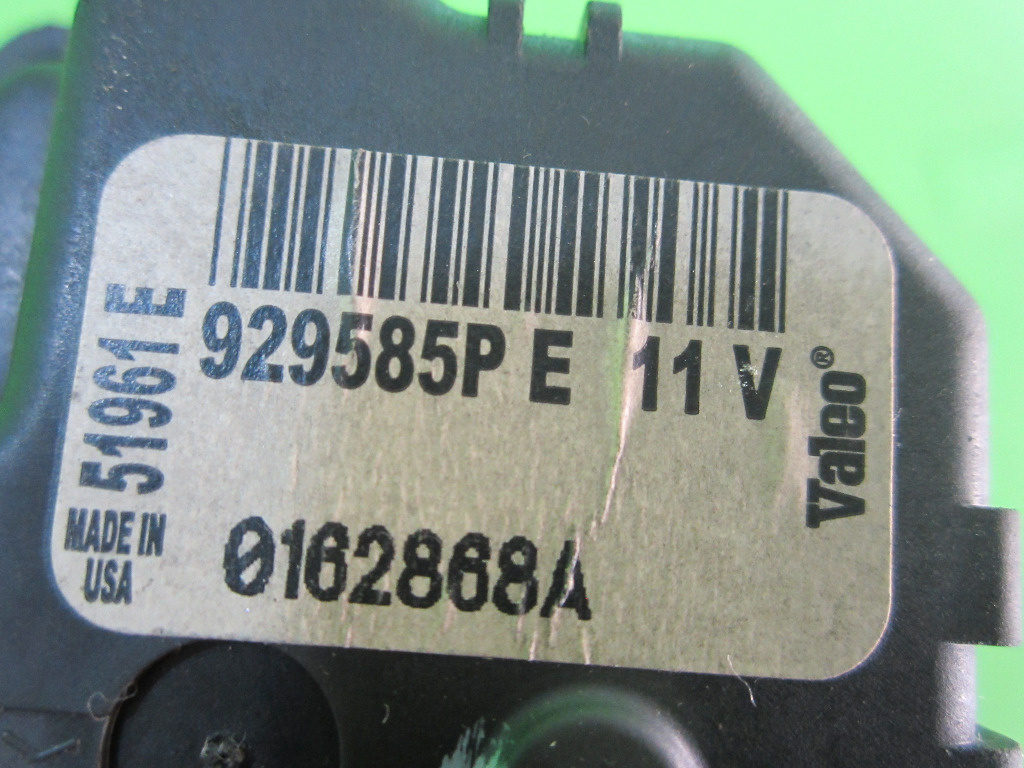 929585P E 11 V
0162868A
51961 E
MADE IN
USA
Valeo®